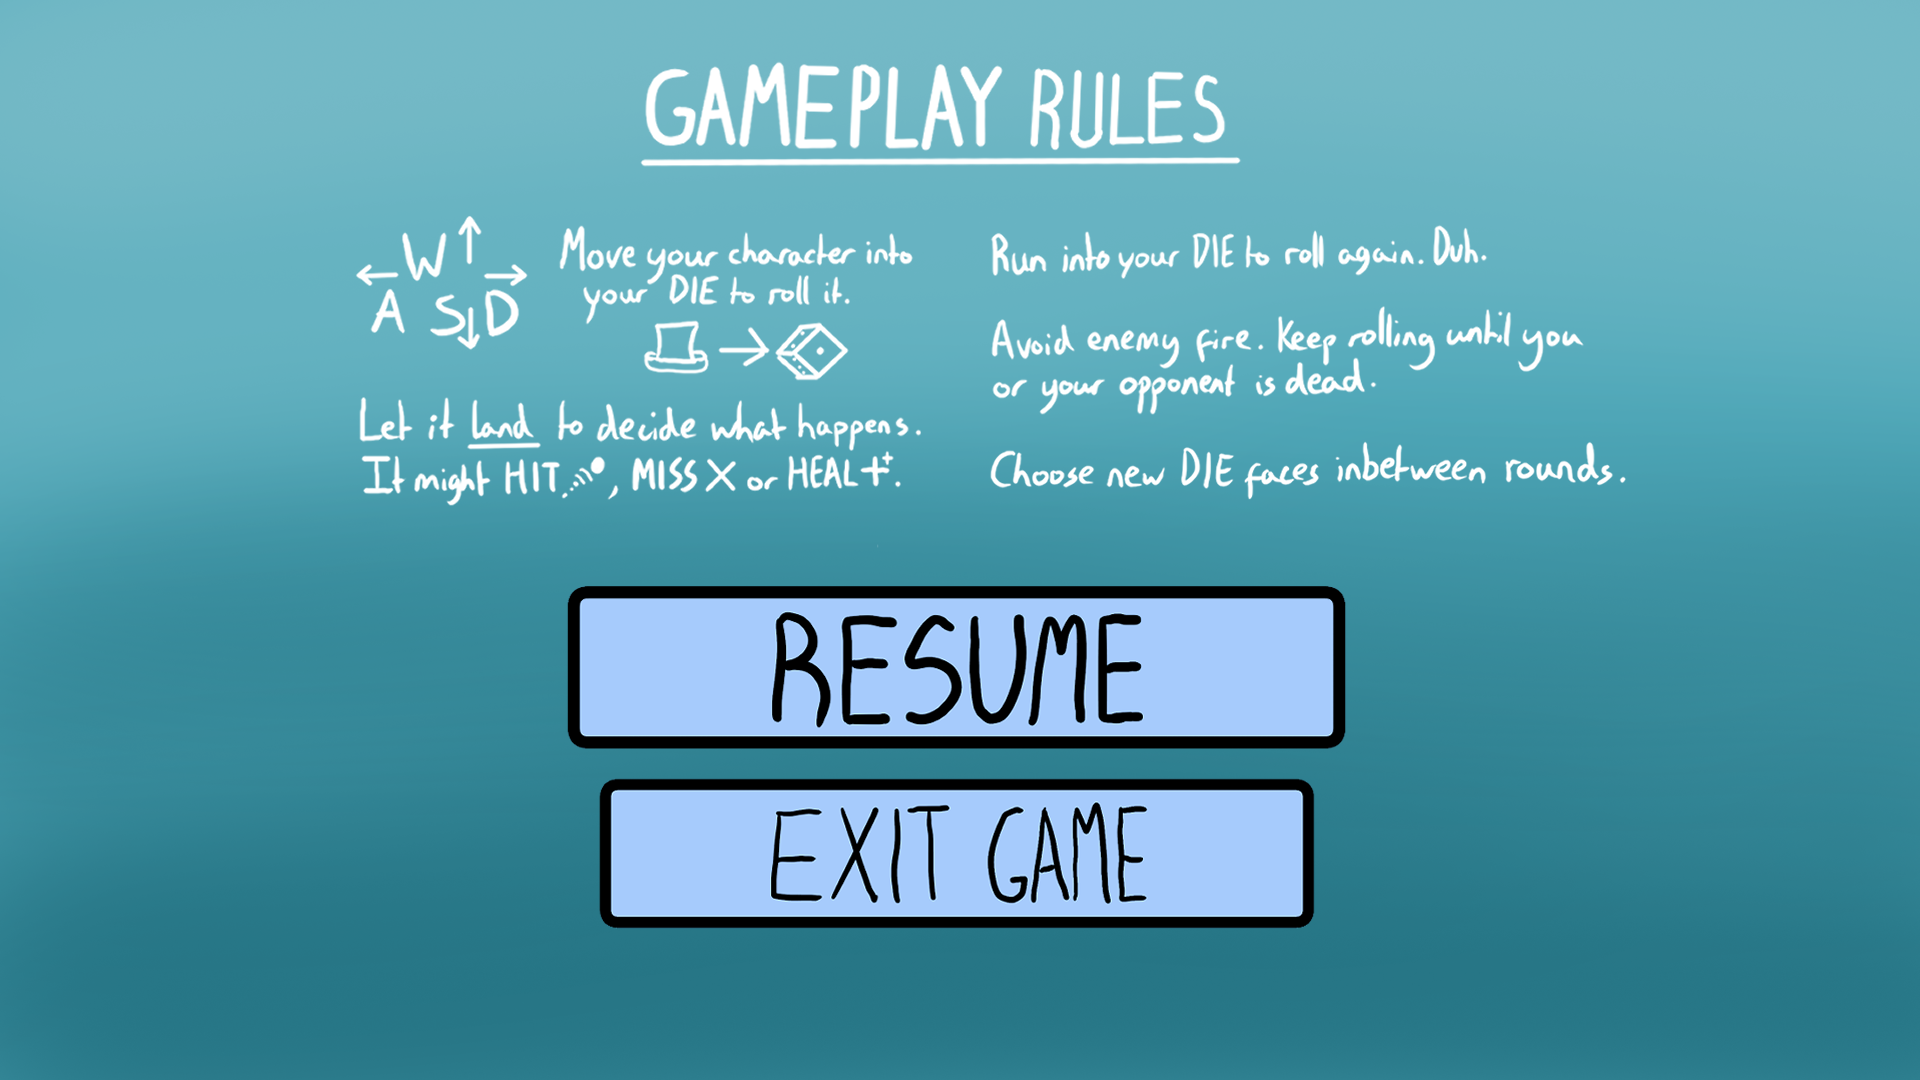 GAMEPLAY RULES
W
A S D
Move your character into
your DIE to roll it.
Let it land to decide what happens.
It might HIT, MISS X or HEAL ++.
Run into your DIE to roll again. Duh.
Avoid enemy fire. Keep rolling until you
or your opponent is dead.
Choose new DIE faces inbetween rounds.
RESUME
EXIT GAME